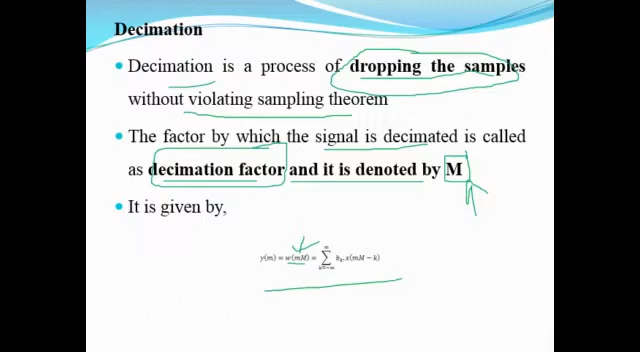 Decimation
• Decimation is a process of dropping the samples
without violating sampling theorem
• The factor by which the signal is decimated is called
as decimation factor and it is denoted by M
• It is given by,
y(m) = w(mM) = ∑ b_k x(mM − k)